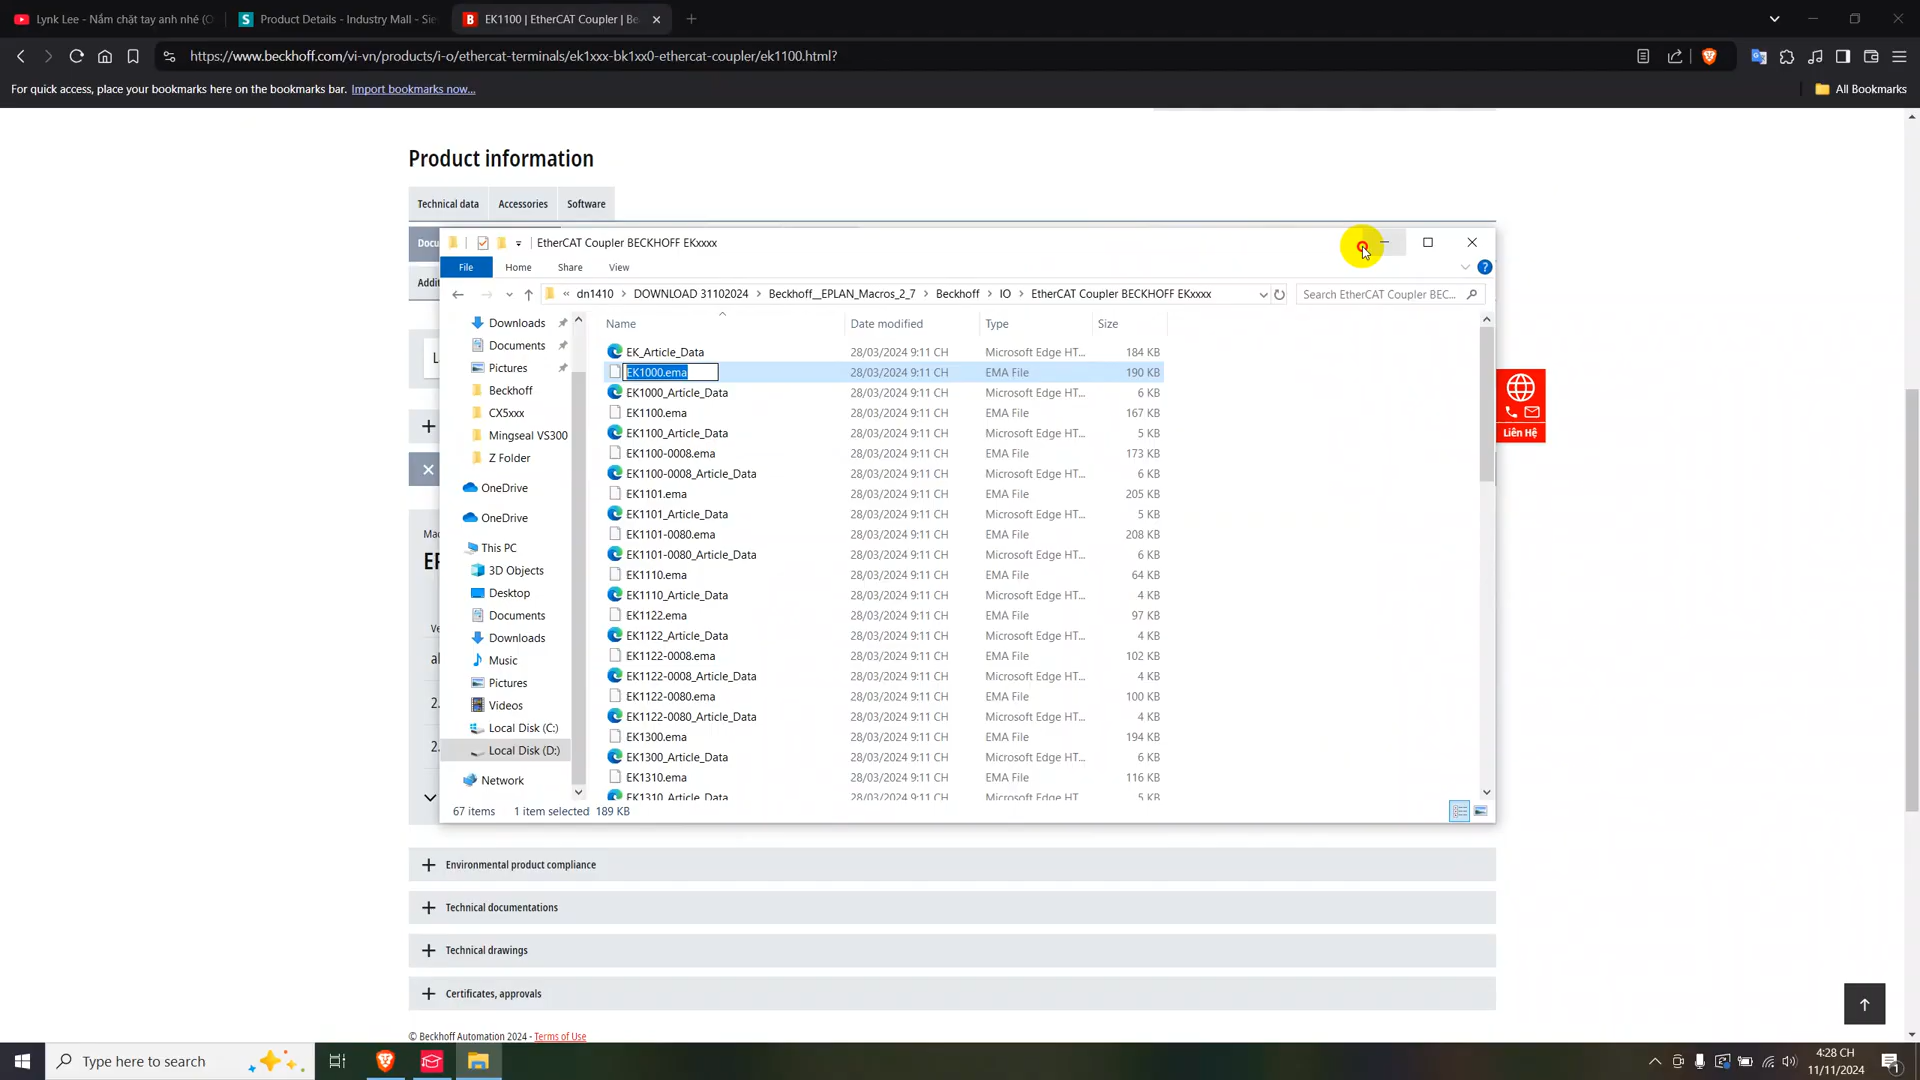 Lynk Lee - Nắm chặt tay anh nhé (O
Product Details - Industry Mall - Sie
EK1100 | EtherCAT Coupler | Be
https://www.beckhoff.com/vi-vn/products/i-o/ethercat-terminals/ek1xxx-bk1xx0-ethercat-coupler/ek1100.html?
For quick access, place your bookmarks here on the bookmarks bar. Import bookmarks now...
All Bookmarks
Product information
Technical data
Accessories
Software
Docu
EtherCAT Coupler BECKHOFF EKxxxx
File
Home
Share
View
Addi
« dn1410 > DOWNLOAD 31102024 > Beckhoff__EPLAN_Macros_2_7 > Beckhoff > IO > EtherCAT Coupler BECKHOFF EKxxxx
Search EtherCAT Coupler BEC...
Downloads
Documents
Pictures
Beckhoff
CX5xxx
Mingseal VS300
Z Folder
OneDrive
OneDrive
This PC
3D Objects
Desktop
Documents
Downloads
Music
Pictures
Videos
Local Disk (C:)
Local Disk (D:)
Network
Name Date modified Type Size
EK_Article_Data 28/03/2024 9:11 CH Microsoft Edge HT... 184 KB
EK1000.ema 28/03/2024 9:11 CH EMA File 190 KB
EK1000_Article_Data 28/03/2024 9:11 CH Microsoft Edge HT... 6 KB
EK1100.ema 28/03/2024 9:11 CH EMA File 167 KB
EK1100_Article_Data 28/03/2024 9:11 CH Microsoft Edge HT... 5 KB
EK1100-0008.ema 28/03/2024 9:11 CH EMA File 173 KB
EK1100-0008_Article_Data 28/03/2024 9:11 CH Microsoft Edge HT... 6 KB
EK1101.ema 28/03/2024 9:11 CH EMA File 205 KB
EK1101_Article_Data 28/03/2024 9:11 CH Microsoft Edge HT... 5 KB
EK1101-0080.ema 28/03/2024 9:11 CH EMA File 208 KB
EK1101-0080_Article_Data 28/03/2024 9:11 CH Microsoft Edge HT... 6 KB
EK1110.ema 28/03/2024 9:11 CH EMA File 64 KB
EK1110_Article_Data 28/03/2024 9:11 CH Microsoft Edge HT... 4 KB
EK1122.ema 28/03/2024 9:11 CH EMA File 97 KB
EK1122_Article_Data 28/03/2024 9:11 CH Microsoft Edge HT... 4 KB
EK1122-0008.ema 28/03/2024 9:11 CH EMA File 102 KB
EK1122-0008_Article_Data 28/03/2024 9:11 CH Microsoft Edge HT... 4 KB
EK1122-0080.ema 28/03/2024 9:11 CH EMA File 100 KB
EK1122-0080_Article_Data 28/03/2024 9:11 CH Microsoft Edge HT... 4 KB
EK1300.ema 28/03/2024 9:11 CH EMA File 194 KB
EK1300_Article_Data 28/03/2024 9:11 CH Microsoft Edge HT... 6 KB
EK1310.ema 28/03/2024 9:11 CH EMA File 116 KB
EK1310_Article_Data 28/03/2024 9:11 CH Microsoft Edge HT 5 KB
67 items 1 item selected 189 KB
Liên Hệ
Environmental product compliance
Technical documentations
Technical drawings
Certificates, approvals
© Beckhoff Automation 2024 - Terms of Use
Type here to search
4:28 CH
11/11/2024
1